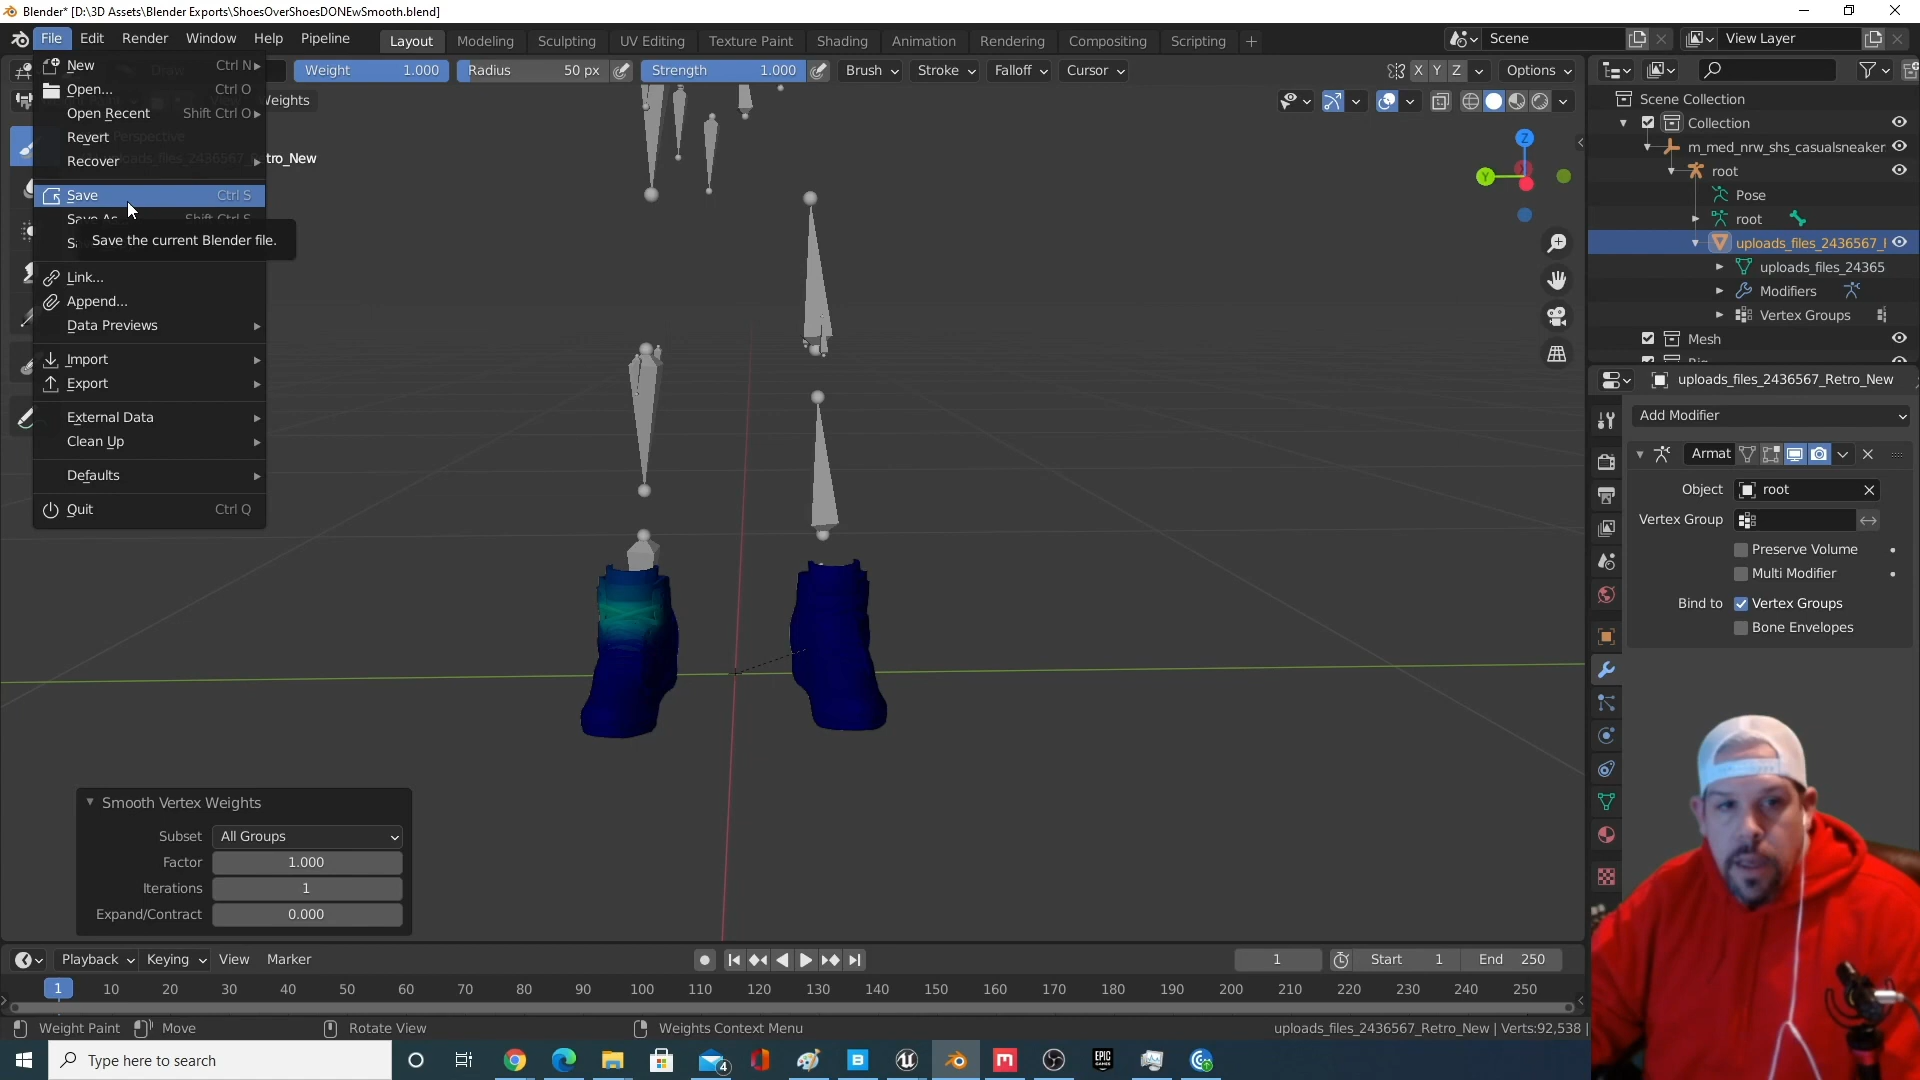 Blender* [D:\3D Assets\Blender Exports\ShoesOverShoesDONEwSmooth.blend]
File Edit Render Window Help Pipeline
Layout Modeling Sculpting UV Editing Texture Paint Shading Animation Rendering Compositing Scripting
Scene
View Layer
Weight 1.000
Radius 50 px
Strength 1.000
Brush Stroke Falloff Cursor
X Y Z
Options
Weights
Perspective
tro_New
New Ctrl N
Open... Ctrl O
Open Recent Shift Ctrl O
Revert
Recover
Save Ctrl S
Save As Shift Ctrl S
Save the current Blender file.
Link...
Append...
Data Previews
Import
Export
External Data
Clean Up
Defaults
Quit Ctrl Q
Z
Y
Scene Collection
Collection
m_med_nrw_shs_casualsneaker
root
Pose
root
uploads_files_2436567_
uploads_files_24365
Modifiers
Vertex Groups
Mesh
uploads_files_2436567_Retro_New
Add Modifier
Armat
Object root
Vertex Group
Preserve Volume
Multi Modifier
Bind to Vertex Groups
Bone Envelopes
Smooth Vertex Weights
Subset All Groups
Factor 1.000
Iterations 1
Expand/Contract 0.000
Playback Keying View Marker
1
Start 1
End 250
1 10 20 30 40 50 60 70 80 90 100 110 120 130 140 150 160 170 180 190 200 210 220 230 240 250
Weight Paint Move Rotate View Weights Context Menu
uploads_files_2436567_Retro_New | Verts:92,538 |
Type here to search
4
EPIC